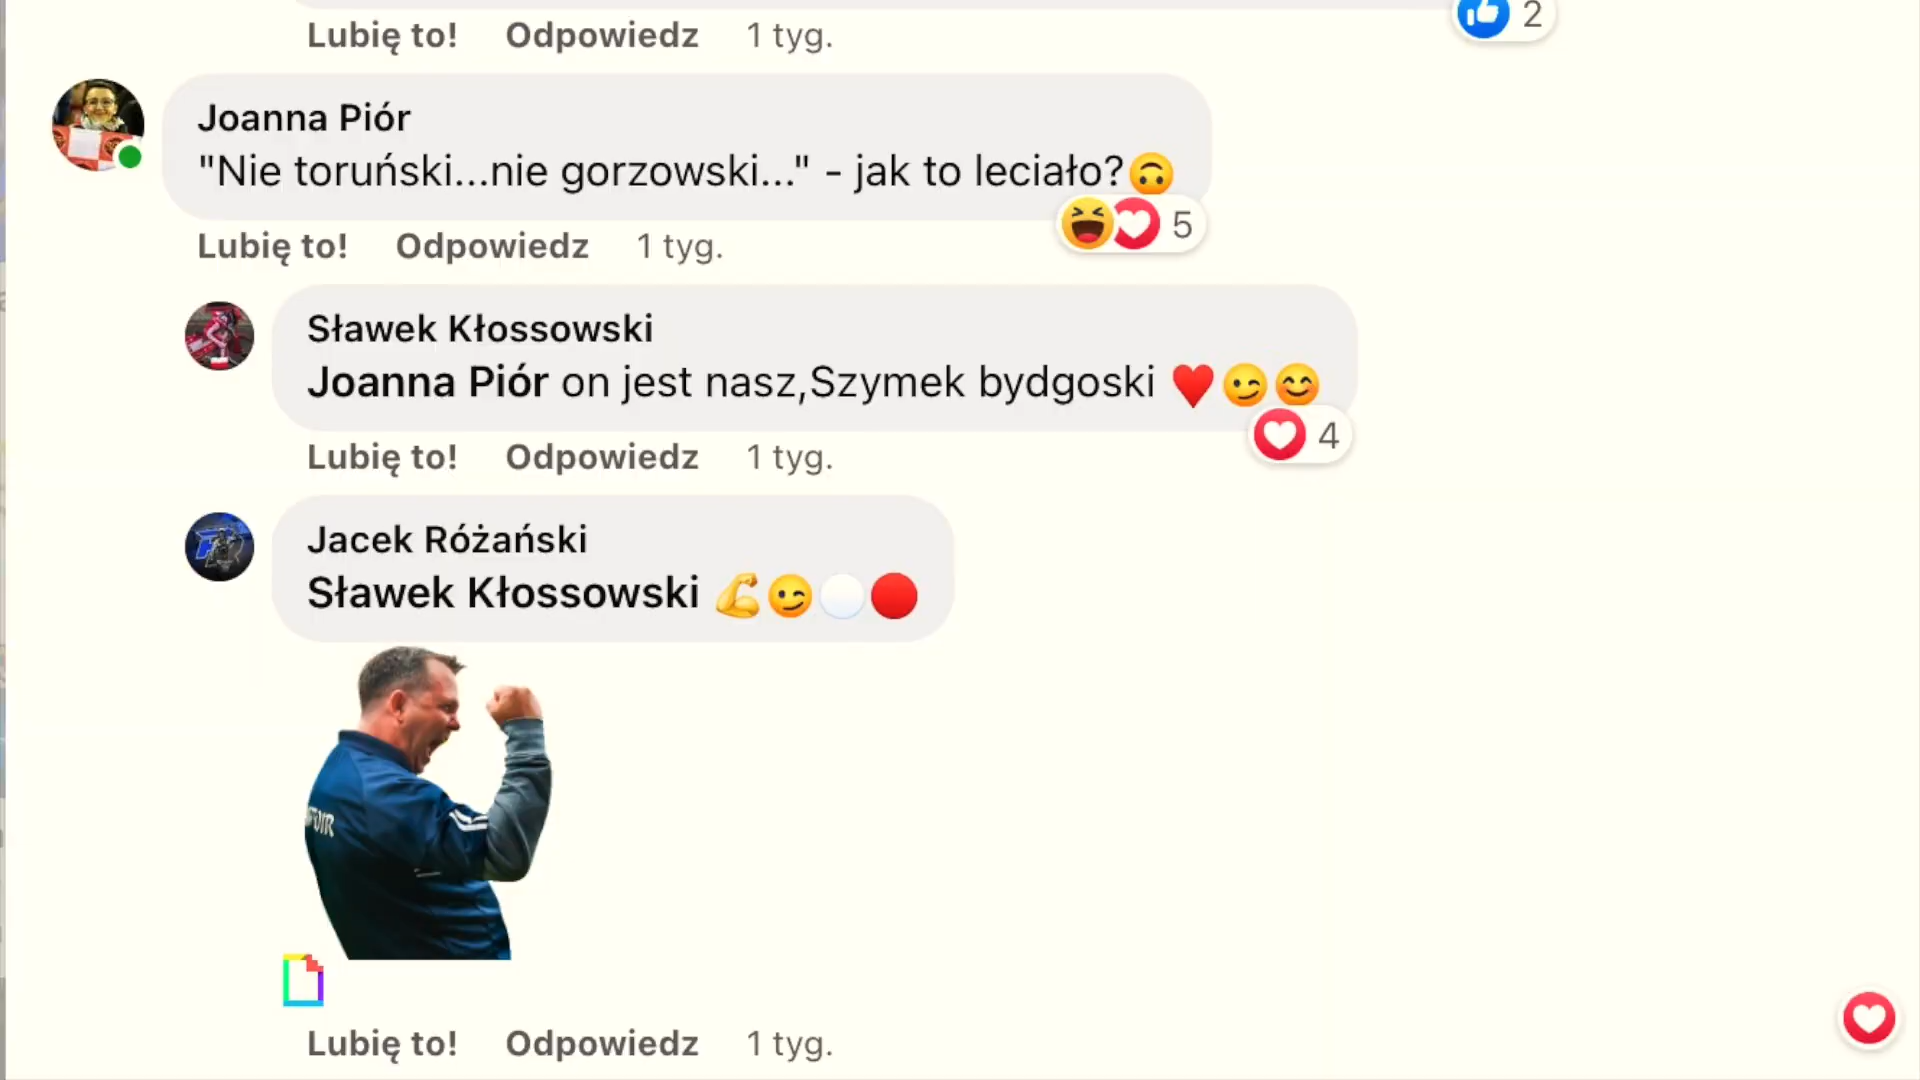 Lubię to! Odpowiedz 1 tyg. 2
Joanna Piór
"Nie toruński...nie gorzowski..." - jak to leciało?🙃
5
Lubię to! Odpowiedz 1 tyg.
Sławek Kłossowski
Joanna Piór on jest nasz,Szymek bydgoski ♥️😉😊
4
Lubię to! Odpowiedz 1 tyg.
Jacek Różański
Sławek Kłossowski 💪😉⚪🔴
Lubię to! Odpowiedz 1 tyg.